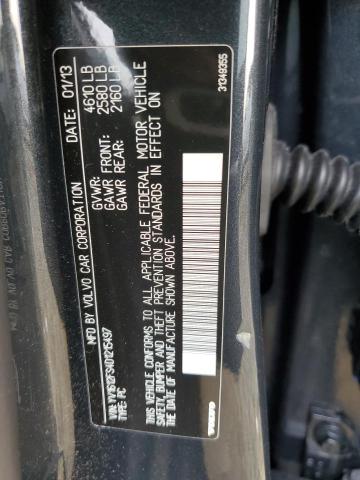 MFD BY VOLVO CAR CORPORATION DATE: 01/13
GVWR: 4610 LB
GAWR FRONT: 2580 LB
GAWR REAR: 2160 LB
TYPE: PC
THIS VEHICLE CONFORMS TO ALL APPLICABLE FEDERAL MOTOR VEHICLE
SAFETY, BUMPER AND THEFT PREVENTION STANDARDS IN EFFECT ON
THE DATE OF MANUFACTURE SHOWN ABOVE.
31349355
VOLVO